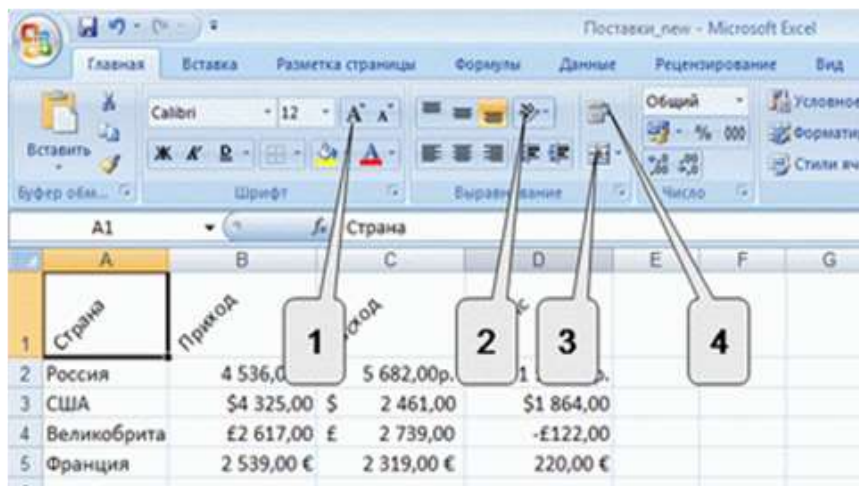 Поставки_new - Microsoft Excel
Главная Вставка Разметка страницы Формулы Данные Рецензирование Вид
Calibri 12 А А Общий Условное
Вставить Ж К Ч А % 000 Форматир
,00 ,0 Стили яч
Буфер обм... Шрифт Выравнивание Число
A1 fx Страна
A B C D E F G
1 Страна Приход
1 2 3 4
2 Россия 5 682,00р.
3 США $4 325,00 $ 2 461,00 $1 864,00
4 Великобрита £2 617,00 £ 2 739,00 -£122,00
5 Франция 2 539,00 € 2 319,00 € 220,00 €